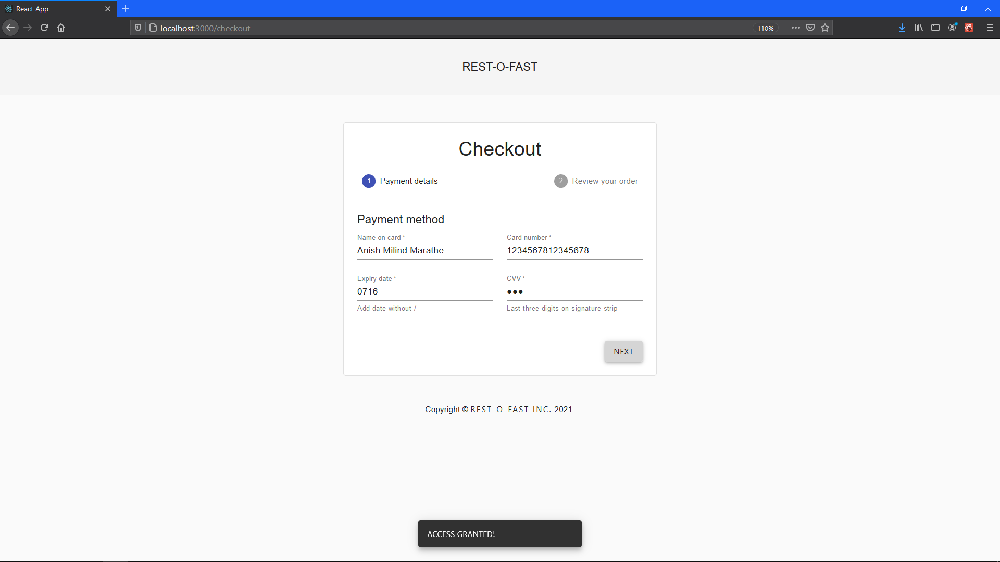 React App
localhost:3000/checkout
110%
REST-O-FAST
Checkout
1 Payment details 2 Review your order
Payment method
Name on card * Card number *
Anish Milind Marathe 1234567812345678
Expiry date * CVV *
0716 •••
Add date without / Last three digits on signature strip
NEXT
Copyright © REST-O-FAST INC. 2021.
ACCESS GRANTED!